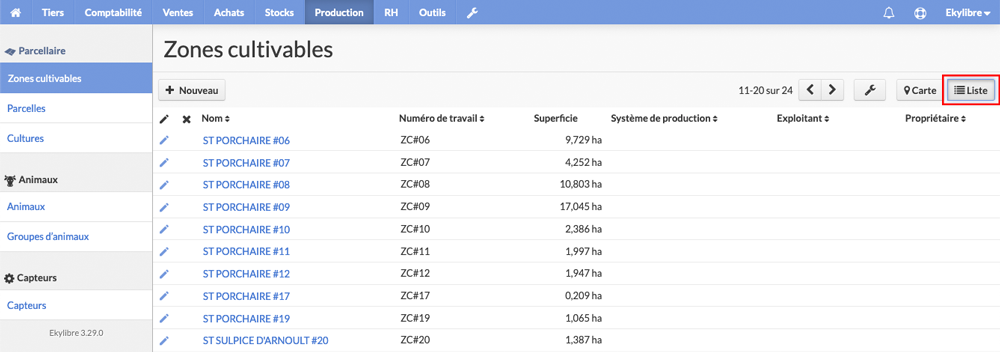 Tiers Comptabilité Ventes Achats Stocks Production RH Outils Ekylibre
Parcellaire
Zones cultivables
Parcelles
Cultures
Animaux
Animaux
Groupes d'animaux
Capteurs
Capteurs
Ekylibre 3.29.0
Zones cultivables
Nouveau 11-20 sur 24 Carte Liste
Nom Numéro de travail Superficie Système de production Exploitant Propriétaire
ST PORCHAIRE #06 ZC#06 9,729 ha
ST PORCHAIRE #07 ZC#07 4,252 ha
ST PORCHAIRE #08 ZC#08 10,803 ha
ST PORCHAIRE #09 ZC#09 17,045 ha
ST PORCHAIRE #10 ZC#10 2,386 ha
ST PORCHAIRE #11 ZC#11 1,997 ha
ST PORCHAIRE #12 ZC#12 1,947 ha
ST PORCHAIRE #17 ZC#17 0,209 ha
ST PORCHAIRE #19 ZC#19 1,065 ha
ST SULPICE D'ARNOULT #20 ZC#20 1,387 ha